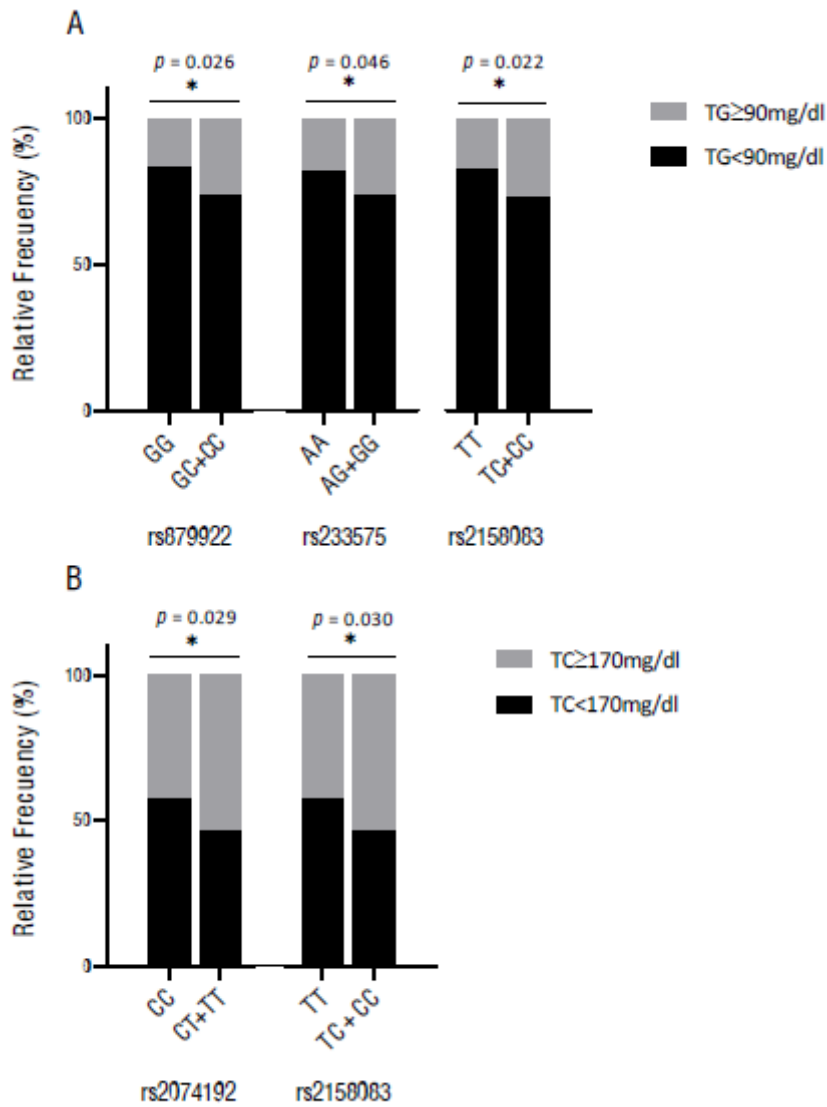 A
p = 0.026 p = 0.046 p = 0.022
* * *
TG≥90mg/dl
TG<90mg/dl
Relative Frecuency (%)
100
50
0
GG GC+CC AA AG+GG TT TC+CC
rs879922 rs233575 rs2158083
B
p = 0.029 p = 0.030
* *
TC≥170mg/dl
TC<170mg/dl
Relative Frecuency (%)
100
50
0
CC CT+TT TT TC+CC
rs2074192 rs2158083